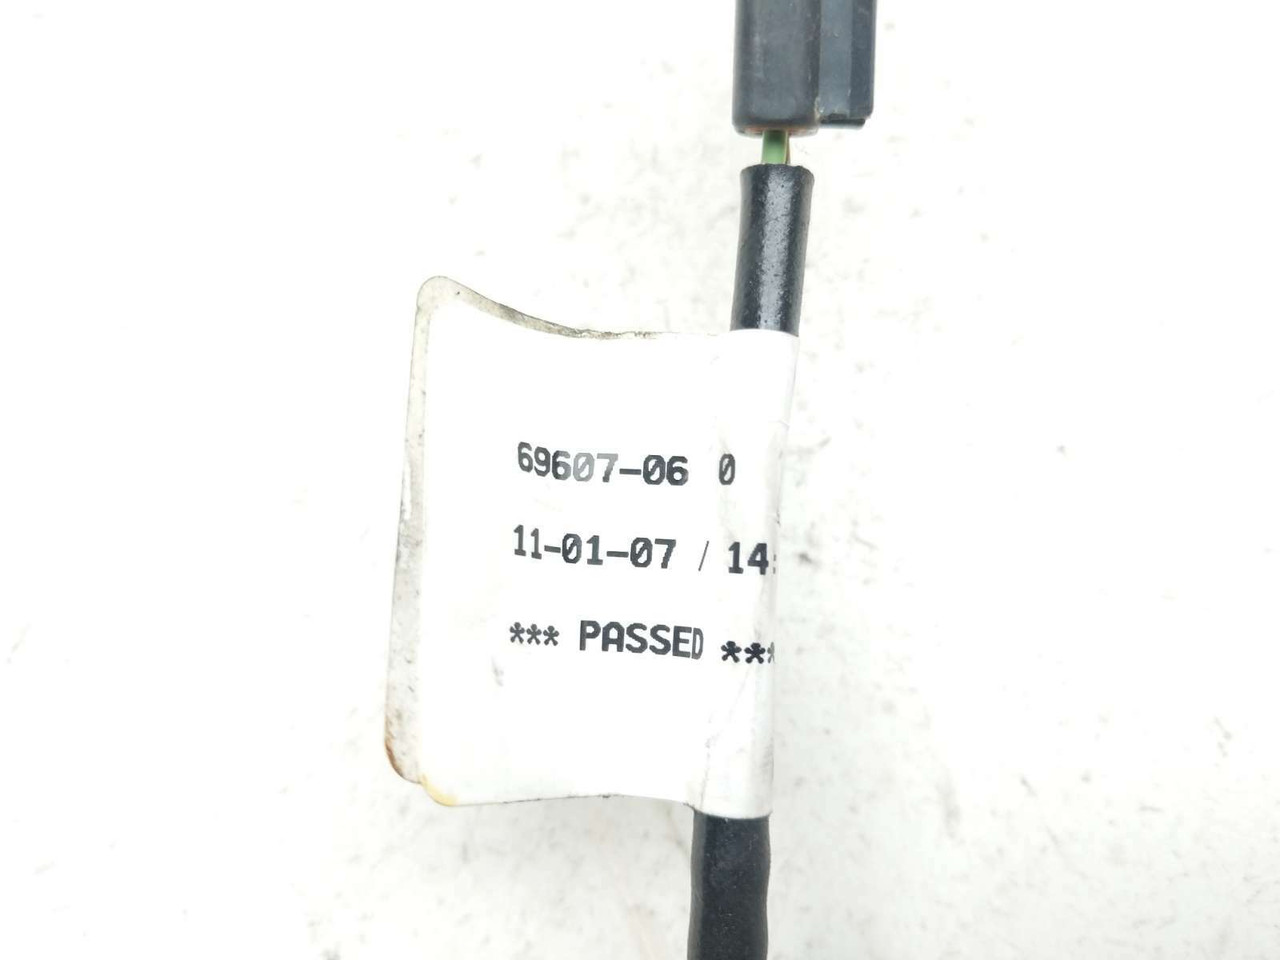 69607-06 0
11-01-07 / 14:
*** PASSED ***